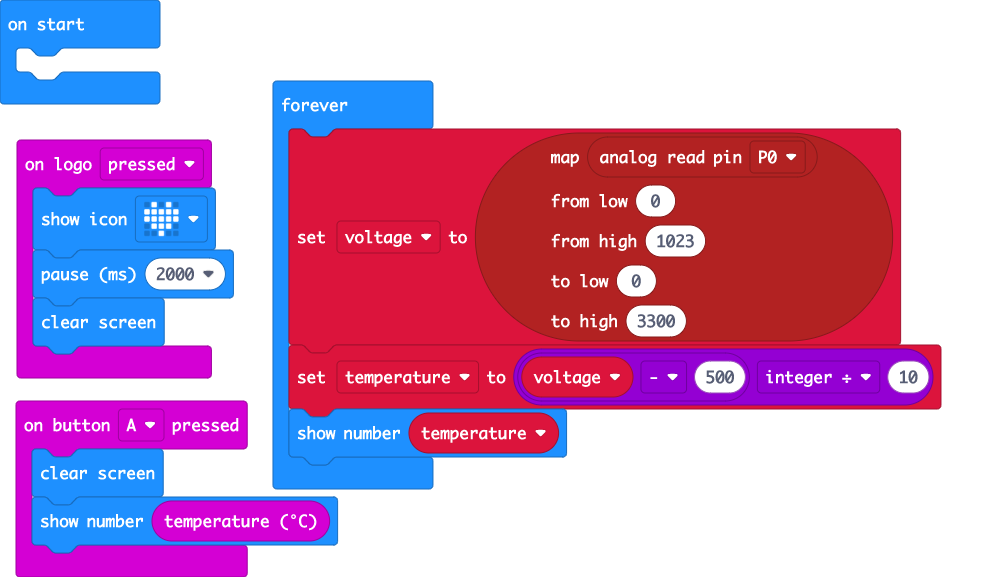 on start
on logo pressed
show icon
pause (ms) 2000
clear screen
on button A pressed
clear screen
show number temperature (°C)
forever
set voltage to
map analog read pin P0
from low 0
from high 1023
to low 0
to high 3300
set temperature to voltage - 500 integer ÷ 10
show number temperature